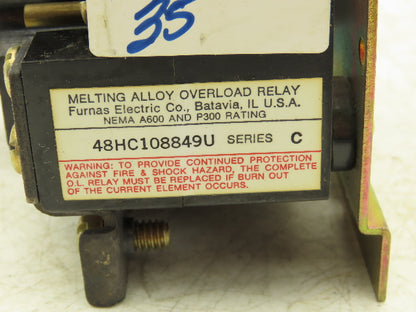 35
MELTING ALLOY OVERLOAD RELAY
Furnas Electric Co., Batavia, IL U.S.A.
NEMA A600 AND P300 RATING
48HC108849U SERIES C
WARNING: TO PROVIDE CONTINUED PROTECTION
AGAINST FIRE & SHOCK HAZARD, THE COMPLETE
O.L. RELAY MUST BE REPLACED IF BURN OUT
OF THE CURRENT ELEMENT OCCURS.